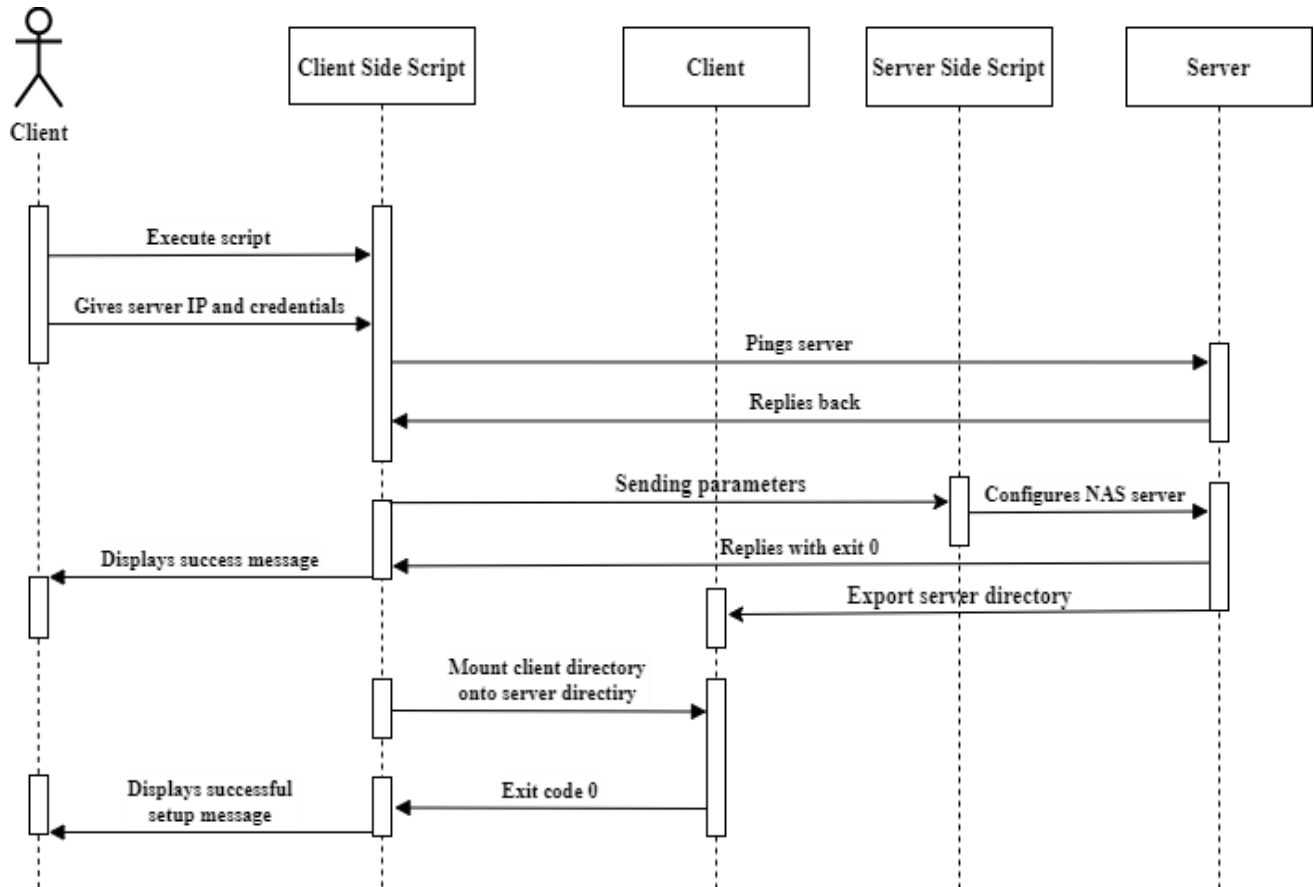 Client Side Script
Client
Server Side Script
Server
Client
Execute script
Gives server IP and credentials
Pings server
Replies back
Sending parameters
Configures NAS server
Replies with exit 0
Displays success message
Export server directory
Mount client directory
onto server directiry
Displays successful
setup message
Exit code 0